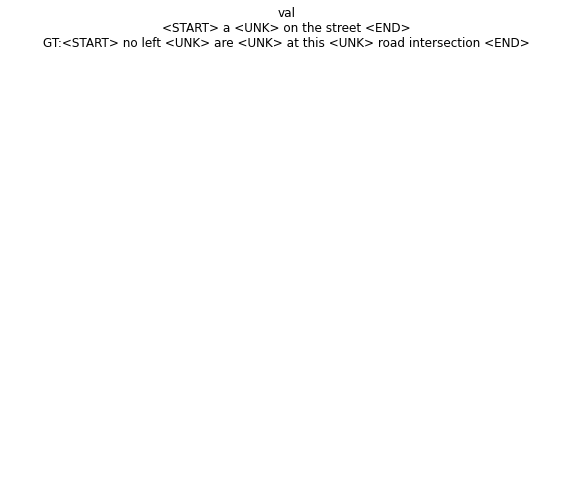 val
<START> a <UNK> on the street <END>
GT:<START> no left <UNK> are <UNK> at this <UNK> road intersection <END>